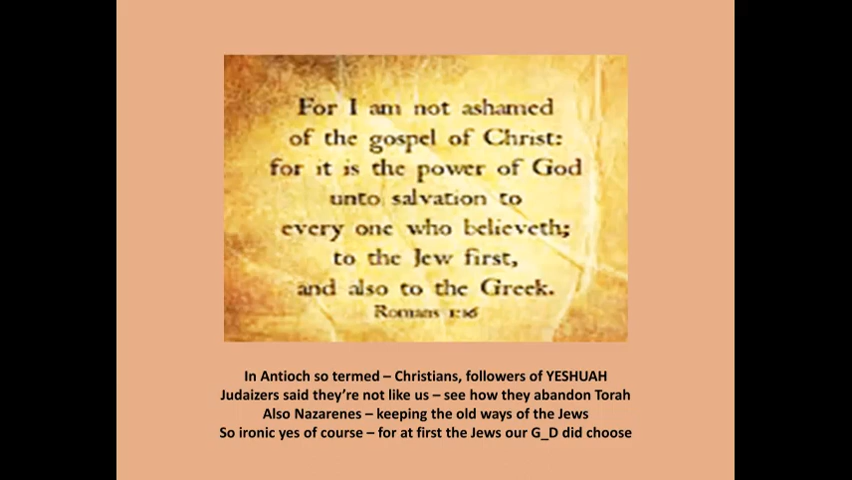 For I am not ashamed
of the gospel of Christ:
for it is the power of God
unto salvation to
every one who believeth;
to the Jew first,
and also to the Greek.
Romans 1:16
In Antioch so termed – Christians, followers of YESHUAH
Judaizers said they’re not like us – see how they abandon Torah
Also Nazarenes – keeping the old ways of the Jews
So ironic yes of course – for at first the Jews our G_D did choose